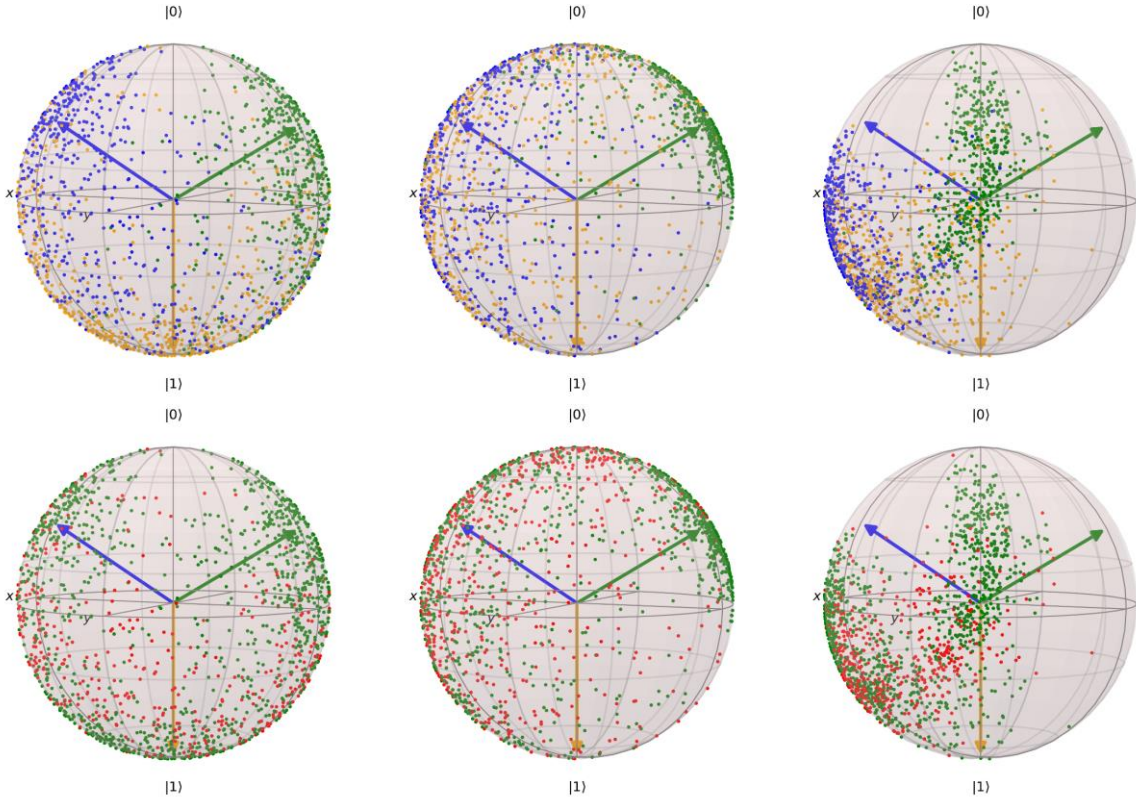 |0⟩ |0⟩ |0⟩
x y x y x y
|1⟩ |1⟩ |1⟩
|0⟩ |0⟩ |0⟩
x y x y x y
|1⟩ |1⟩ |1⟩